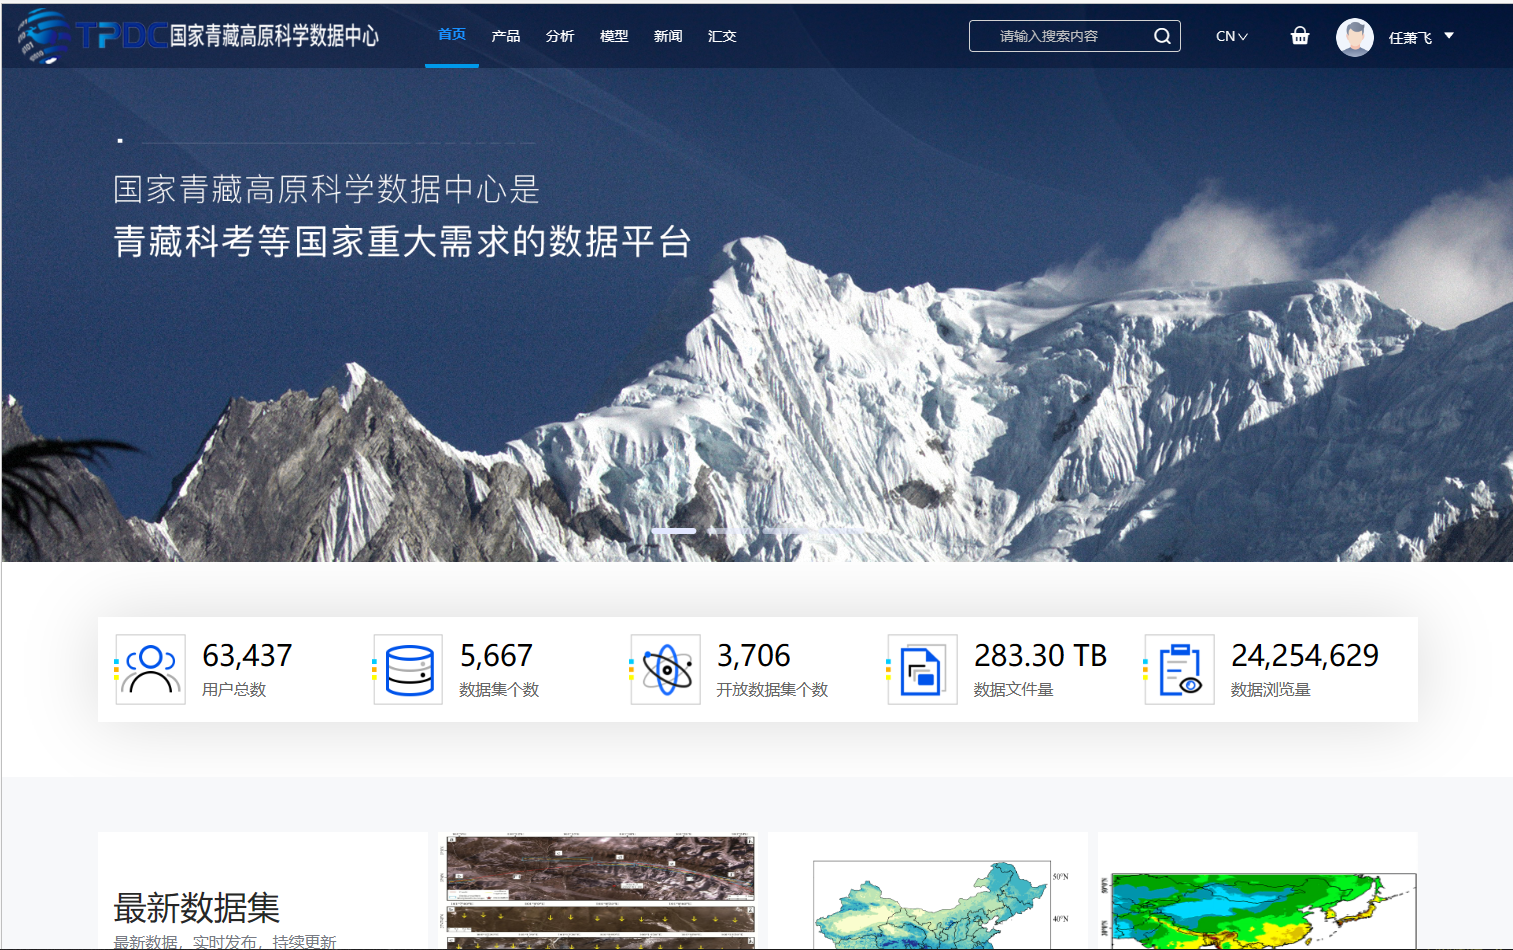 TPDC国家青藏高原科学数据中心
首页 产品 分析 模型 新闻 汇交
请输入搜索内容
CN
任萧飞
国家青藏高原科学数据中心是
青藏科考等国家重大需求的数据平台
63,437
用户总数
5,667
数据集个数
3,706
开放数据集个数
283.30 TB
数据文件量
24,254,629
数据浏览量
最新数据集
最新数据，实时发布，持续更新
50°N
40°N